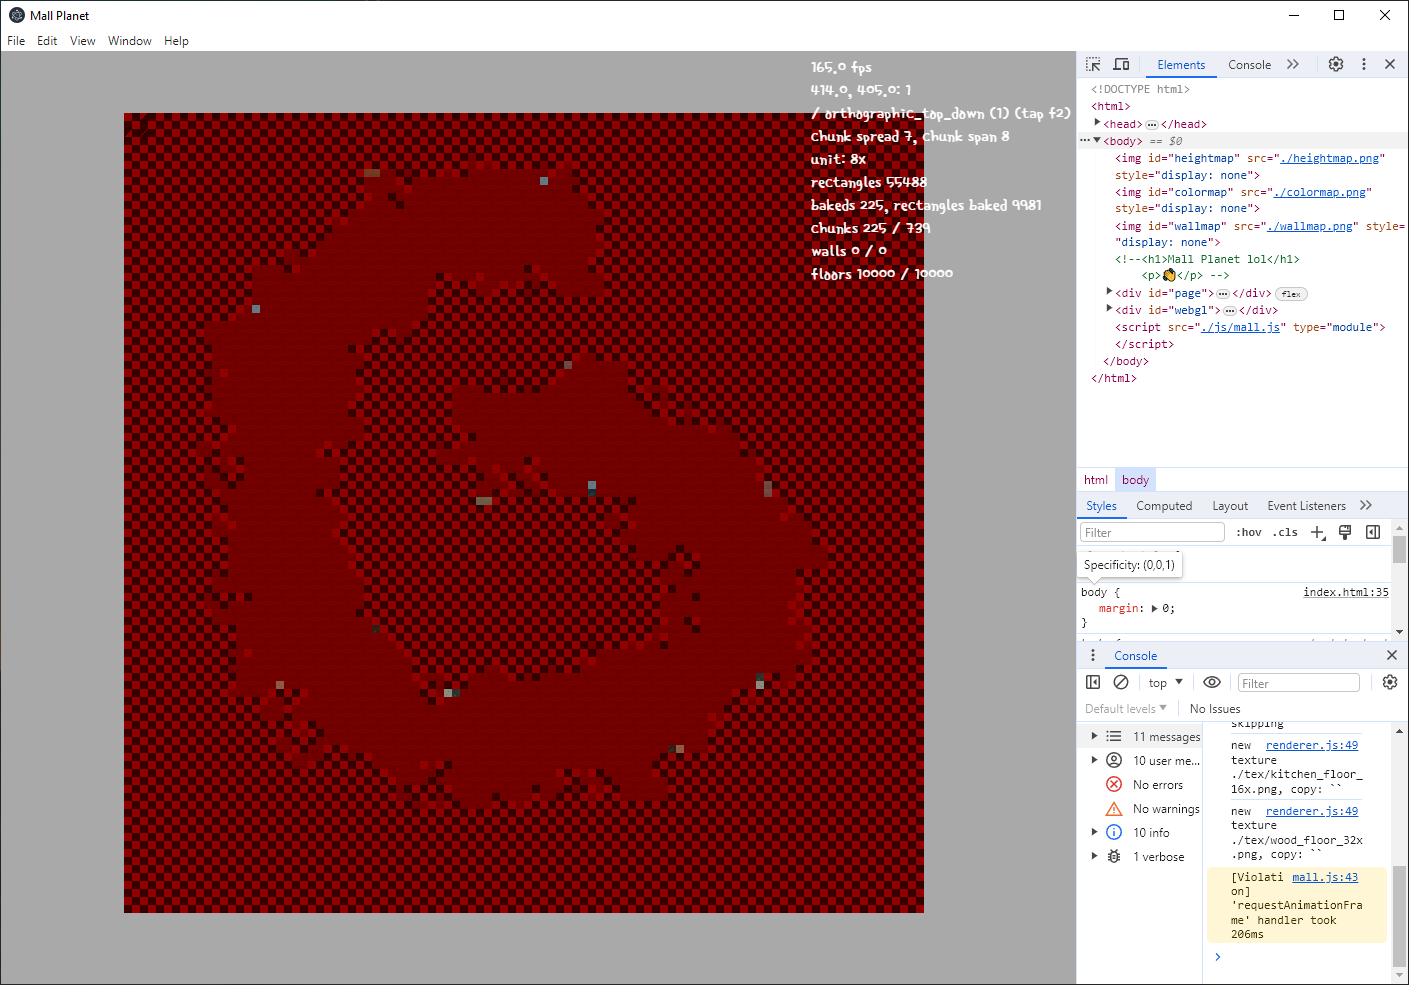 Mall Planet
File Edit View Window Help
165.0 fps
414.0, 405.0: 1
/ orthographic_top_down (1) (tap f2)
Chunk spread 7, Chunk span 8
unit: 8x
rectangles 55488
bakeds 225, rectangles baked 9981
Chunks 225 / 739
walls 0 / 0
floors 10000 / 10000
Elements Console
<!DOCTYPE html>
<html>
<head> ... </head>
<body> == $0
<img id="heightmap" src="./heightmap.png"
style="display: none">
<img id="colormap" src="./colormap.png"
style="display: none">
<img id="wallmap" src="./wallmap.png" style=
"display: none">
<!--<h1>Mall Planet lol</h1>
<p>👏</p> -->
<div id="page"> ... </div> flex
<div id="webgl"> ... </div>
<script src="./js/mall.js" type="module">
</script>
</body>
</html>
html body
Styles Computed Layout Event Listeners
Filter :hov .cls
Specificity: (0,0,1)
body { index.html:35
margin: 0;
}
Console
top Filter
Default levels No Issues
11 messages
10 user me...
No errors
No warnings
10 info
1 verbose
skipping
new renderer.js:49
texture
./tex/kitchen_floor_
16x.png, copy: ``
new renderer.js:49
texture
./tex/wood_floor_32x
.png, copy: ``
[Violati mall.js:43
on]
'requestAnimationFra
me' handler took
206ms